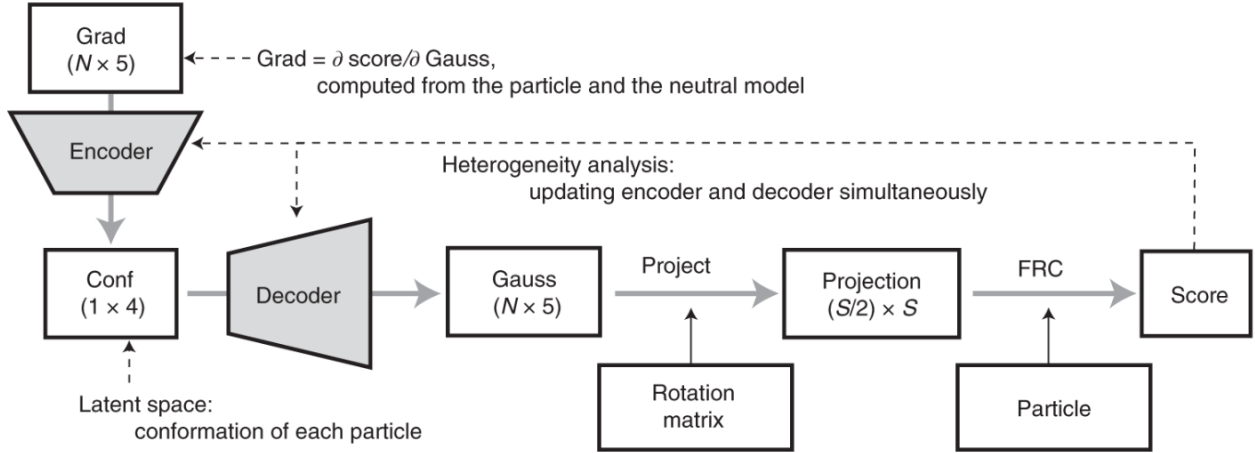 Grad
(N × 5)
Grad = ∂ score/∂ Gauss,
computed from the particle and the neutral model
Encoder
Heterogeneity analysis:
updating encoder and decoder simultaneously
Conf
(1 × 4)
Decoder
Gauss
(N × 5)
Project
Projection
(S/2) × S
FRC
Score
Rotation
matrix
Particle
Latent space:
conformation of each particle